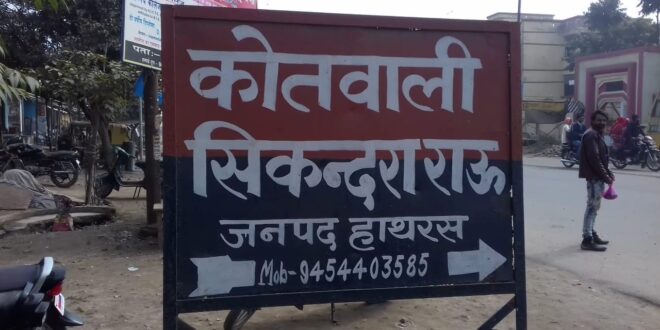 कोतवाली
सिकन्दराराऊ
जनपद हाथरस
Mob-9454403585